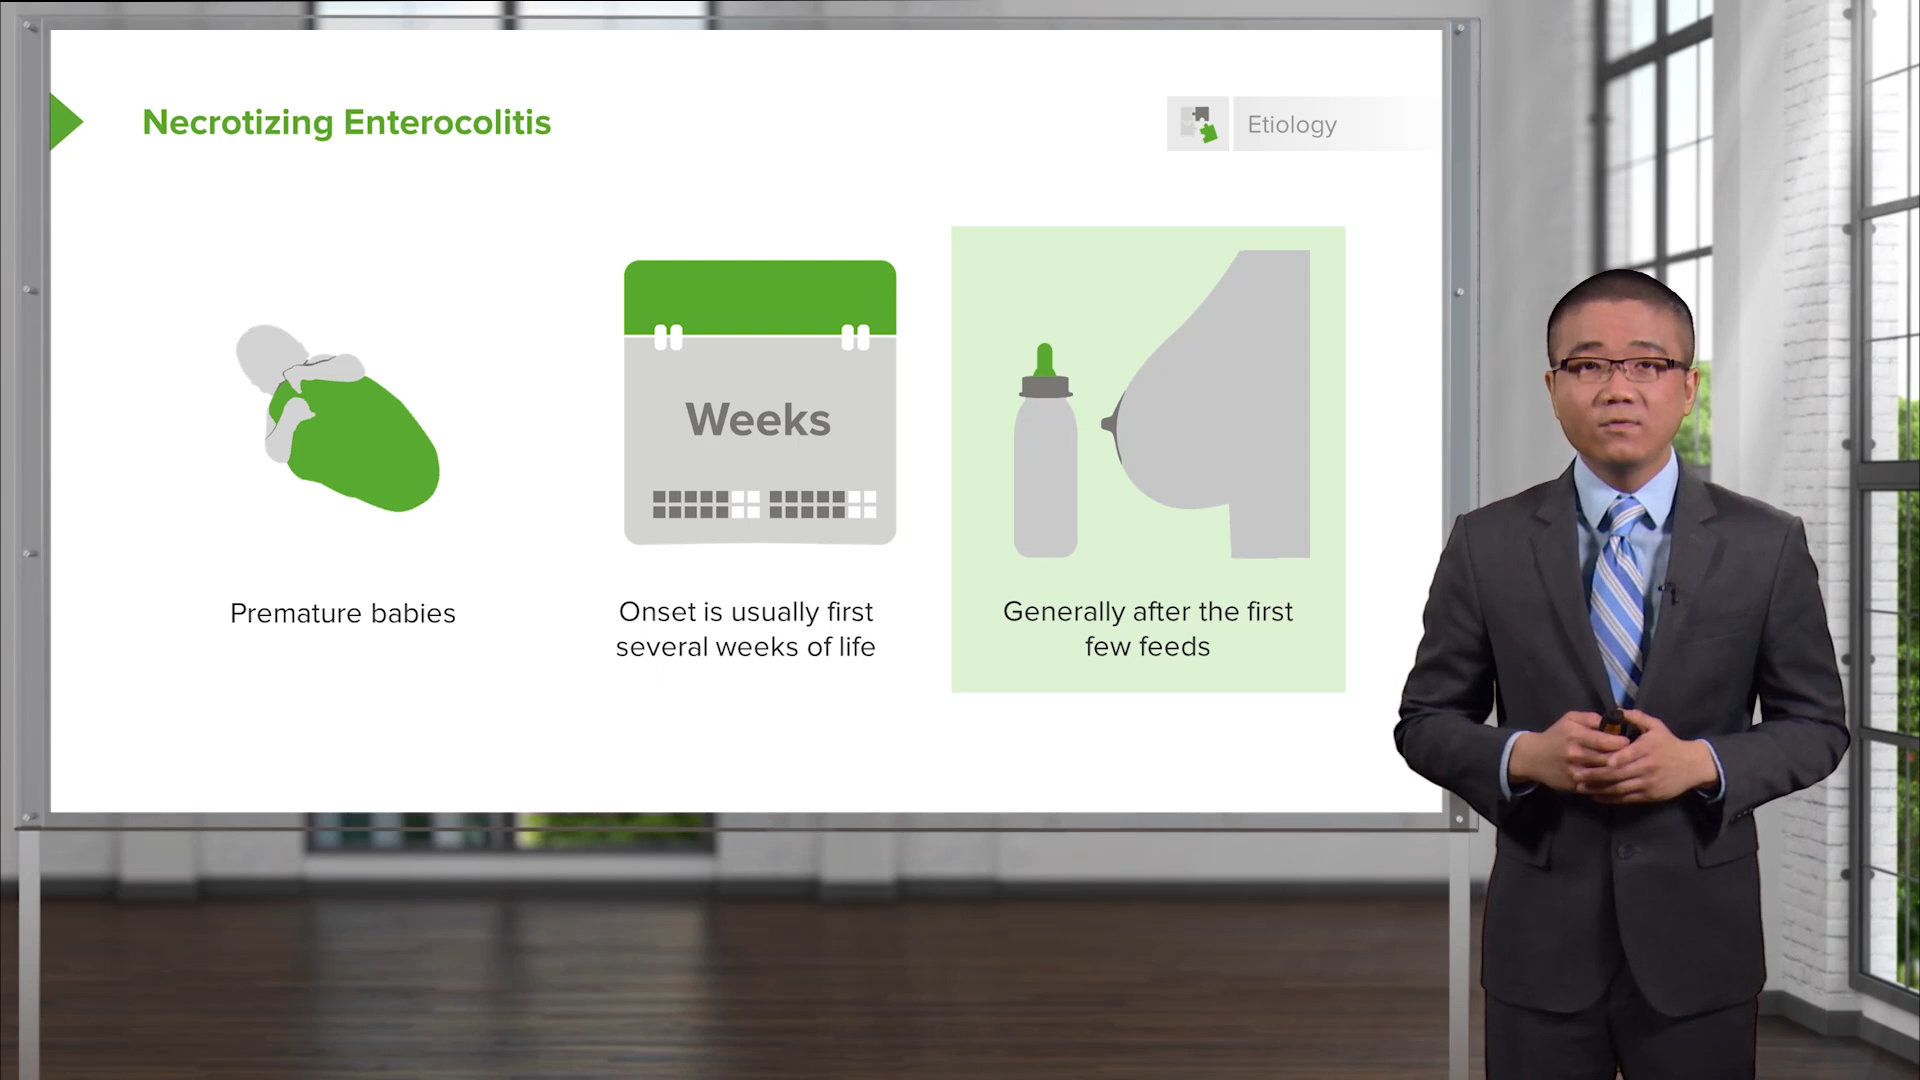 Necrotizing Enterocolitis
Etiology
Weeks
Premature babies
Onset is usually first
several weeks of life
Generally after the first
few feeds